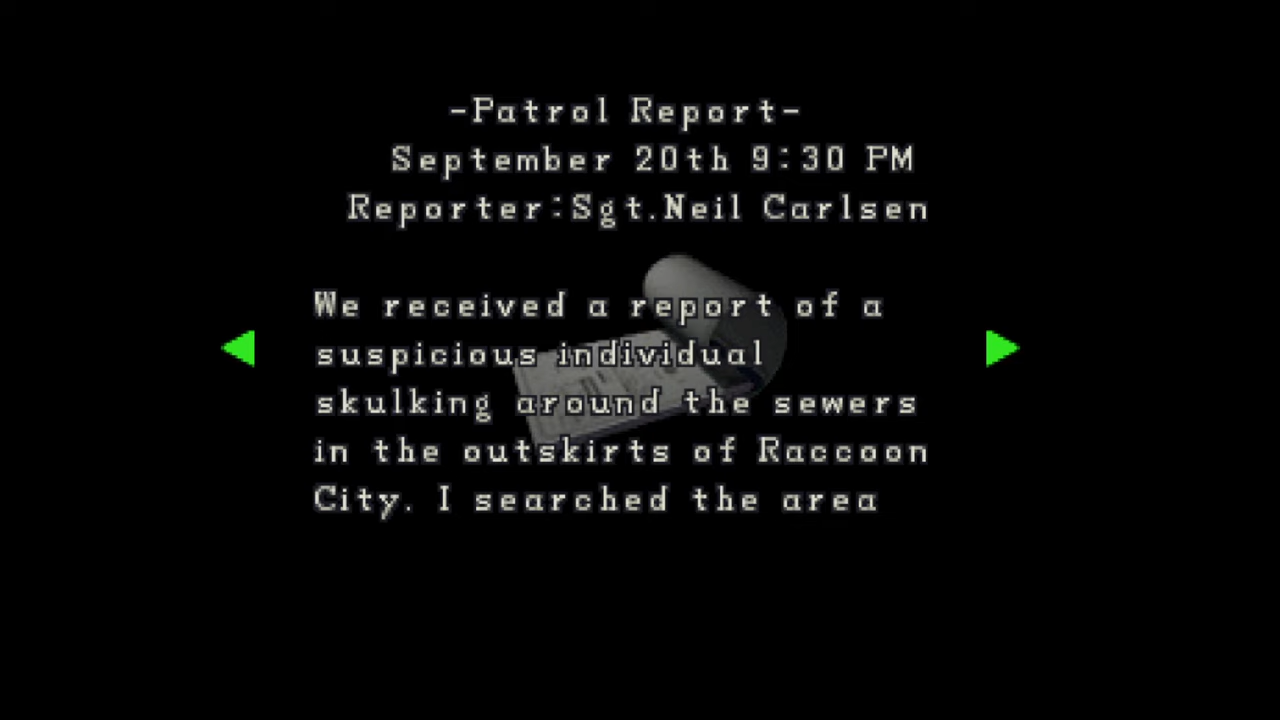 -Patrol Report-
September 20th 9:30 PM
Reporter:Sgt.Neil Carlsen
We received a report of a
suspicious individual
skulking around the sewers
in the outskirts of Raccoon
City. I searched the area